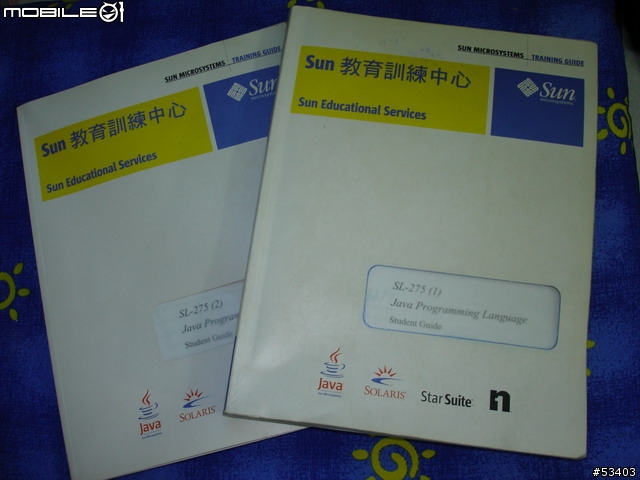 MOBILE01
SUN MICROSYSTEMS TRAINING GUIDE
Sun 教育訓練中心
Sun Educational Services
Sun
SL-275 (2)
Java Program
Student Guide
Java
SOLARIS
SUN MICROSYSTEMS TRAINING GUIDE
Sun 教育訓練中心
Sun Educational Services
Sun
microsystems
SL-275 (1)
Java Programming Language
Student Guide
Java
SOLARIS
StarSuite
n1
#53403